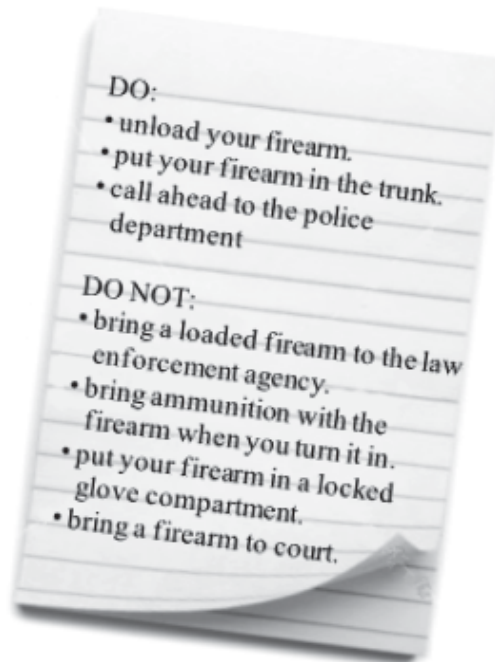 DO:
• unload your firearm.
• put your firearm in the trunk.
• call ahead to the police
department
DO NOT:
• bring a loaded firearm to the law
enforcement agency.
• bring ammunition with the
firearm when you turn it in.
• put your firearm in a locked
glove compartment.
• bring a firearm to court.